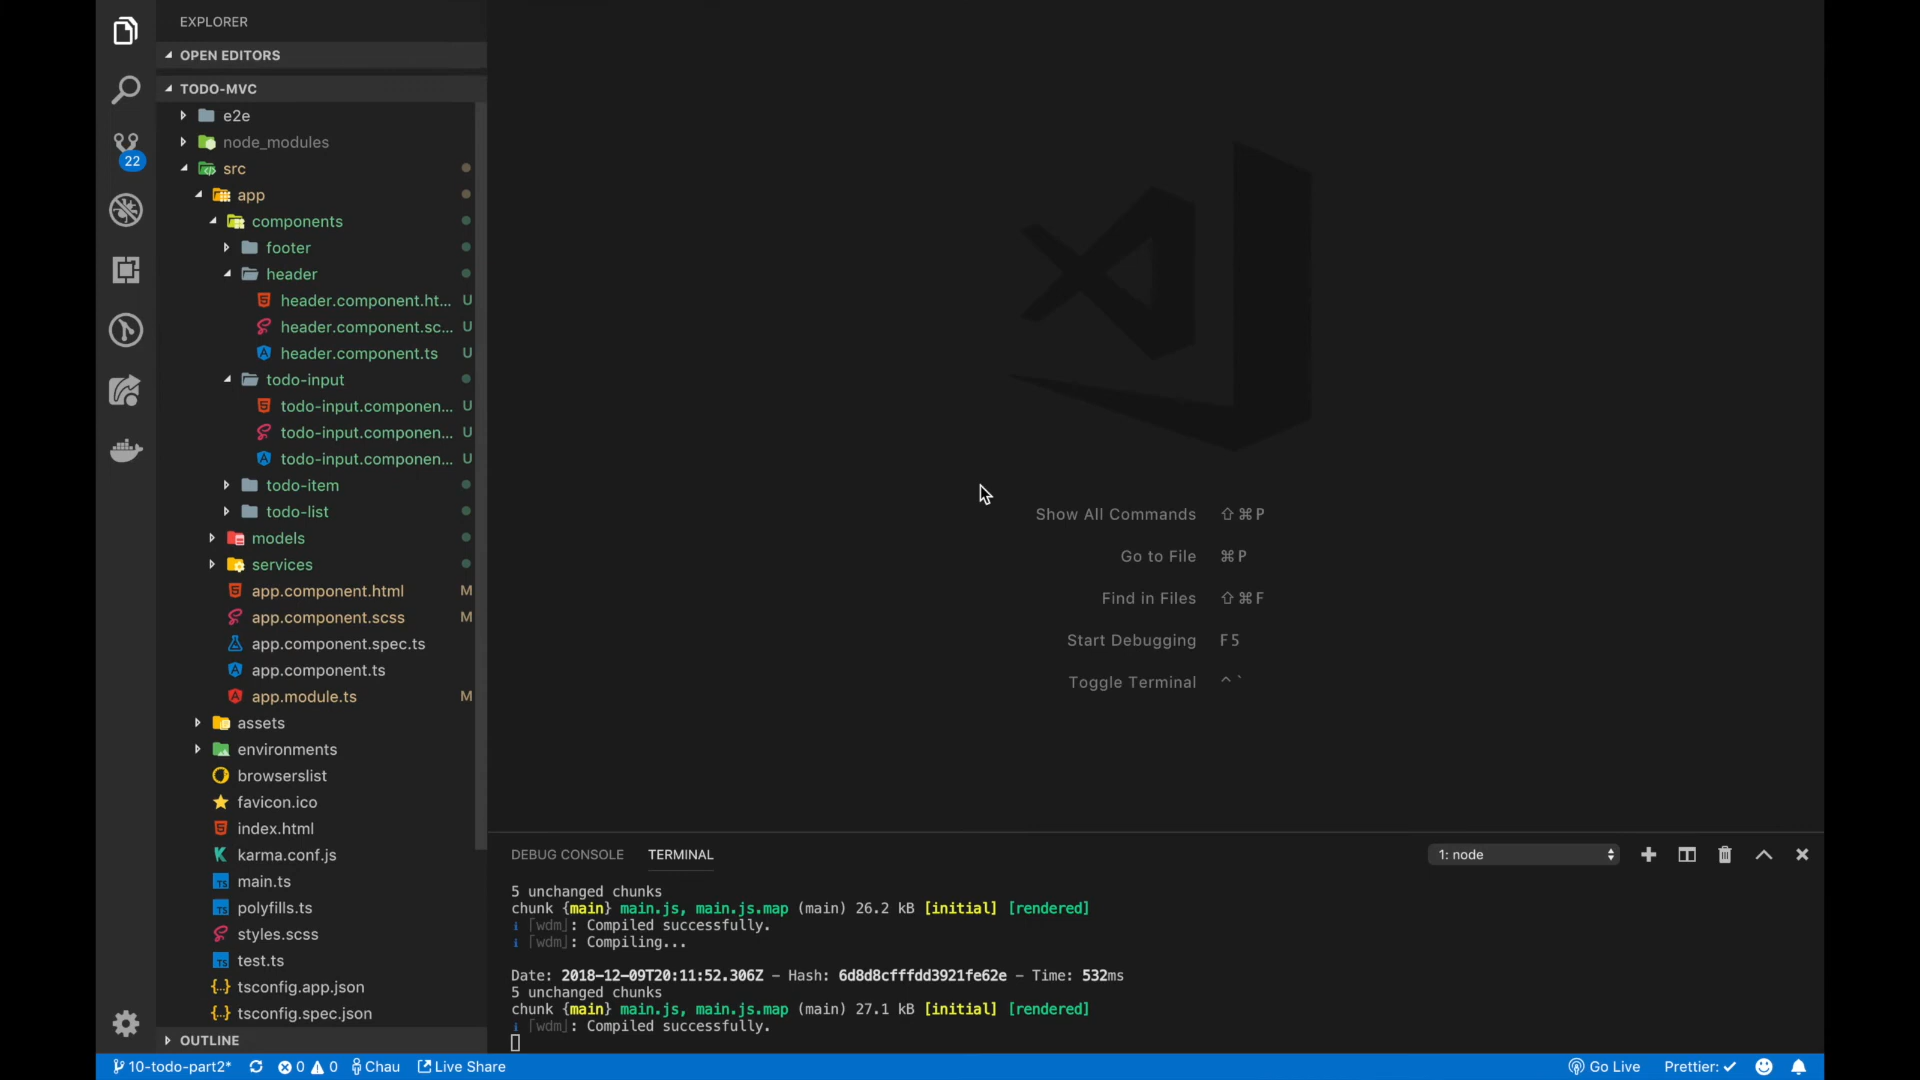 EXPLORER
OPEN EDITORS
TODO-MVC
e2e
node_modules
22
src
app
components
footer
header
header.component.ht... U
header.component.sc... U
header.component.ts U
todo-input
todo-input.componen... U
todo-input.componen... U
todo-input.componen... U
todo-item
todo-list
models
services
app.component.html M
app.component.scss M
app.component.spec.ts
app.component.ts
app.module.ts M
assets
environments
browserslist
favicon.ico
index.html
karma.conf.js
main.ts
polyfills.ts
styles.scss
test.ts
tsconfig.app.json
tsconfig.spec.json
OUTLINE
Show All Commands ⇧⌘P
Go to File ⌘P
Find in Files ⇧⌘F
Start Debugging F5
Toggle Terminal ^`
DEBUG CONSOLE TERMINAL 1: node
5 unchanged chunks
chunk {main} main.js, main.js.map (main) 26.2 kB [initial] [rendered]
i ｢wdm｣: Compiled successfully.
i ｢wdm｣: Compiling...
Date: 2018-12-09T20:11:52.306Z - Hash: 6d8d8cfffdd3921fe62e - Time: 532ms
5 unchanged chunks
chunk {main} main.js, main.js.map (main) 27.1 kB [initial] [rendered]
i ｢wdm｣: Compiled successfully.
10-todo-part2* 0 0 Chau Live Share Go Live Prettier: ✓